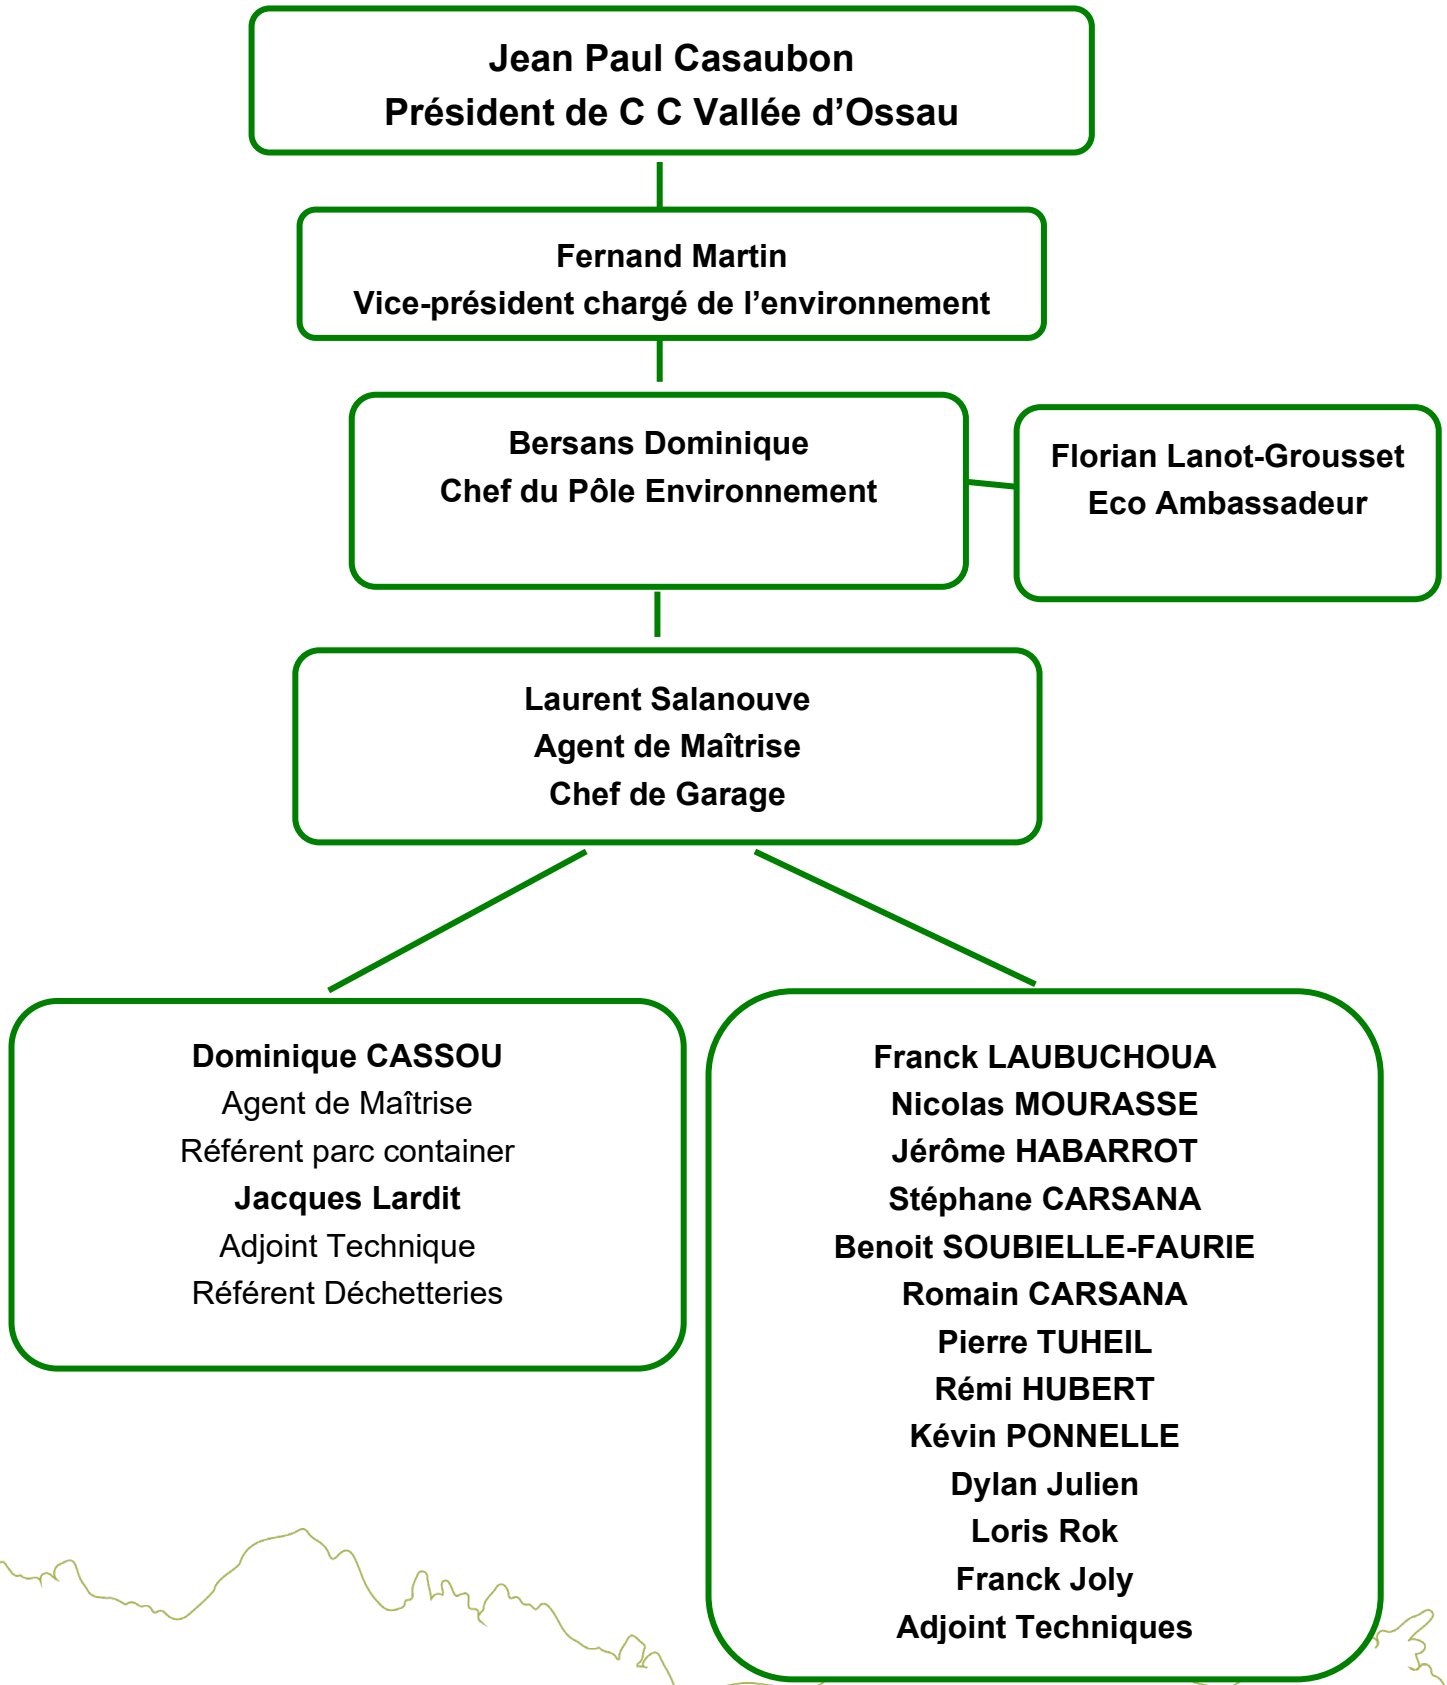 Jean Paul Casaubon
Président de C C Vallée d’Ossau
Fernand Martin
Vice-président chargé de l’environnement
Bersans Dominique
Chef du Pôle Environnement
Florian Lanot-Grousset
Eco Ambassadeur
Laurent Salanouve
Agent de Maîtrise
Chef de Garage
Dominique CASSOU
Agent de Maîtrise
Référent parc container
Jacques Lardit
Adjoint Technique
Référent Déchetteries
Franck LAUBUCHOUA
Nicolas MOURASSE
Jérôme HABARROT
Stéphane CARSANA
Benoit SOUBIELLE-FAURIE
Romain CARSANA
Pierre TUHEIL
Rémi HUBERT
Kévin PONNELLE
Dylan Julien
Loris Rok
Franck Joly
Adjoint Techniques